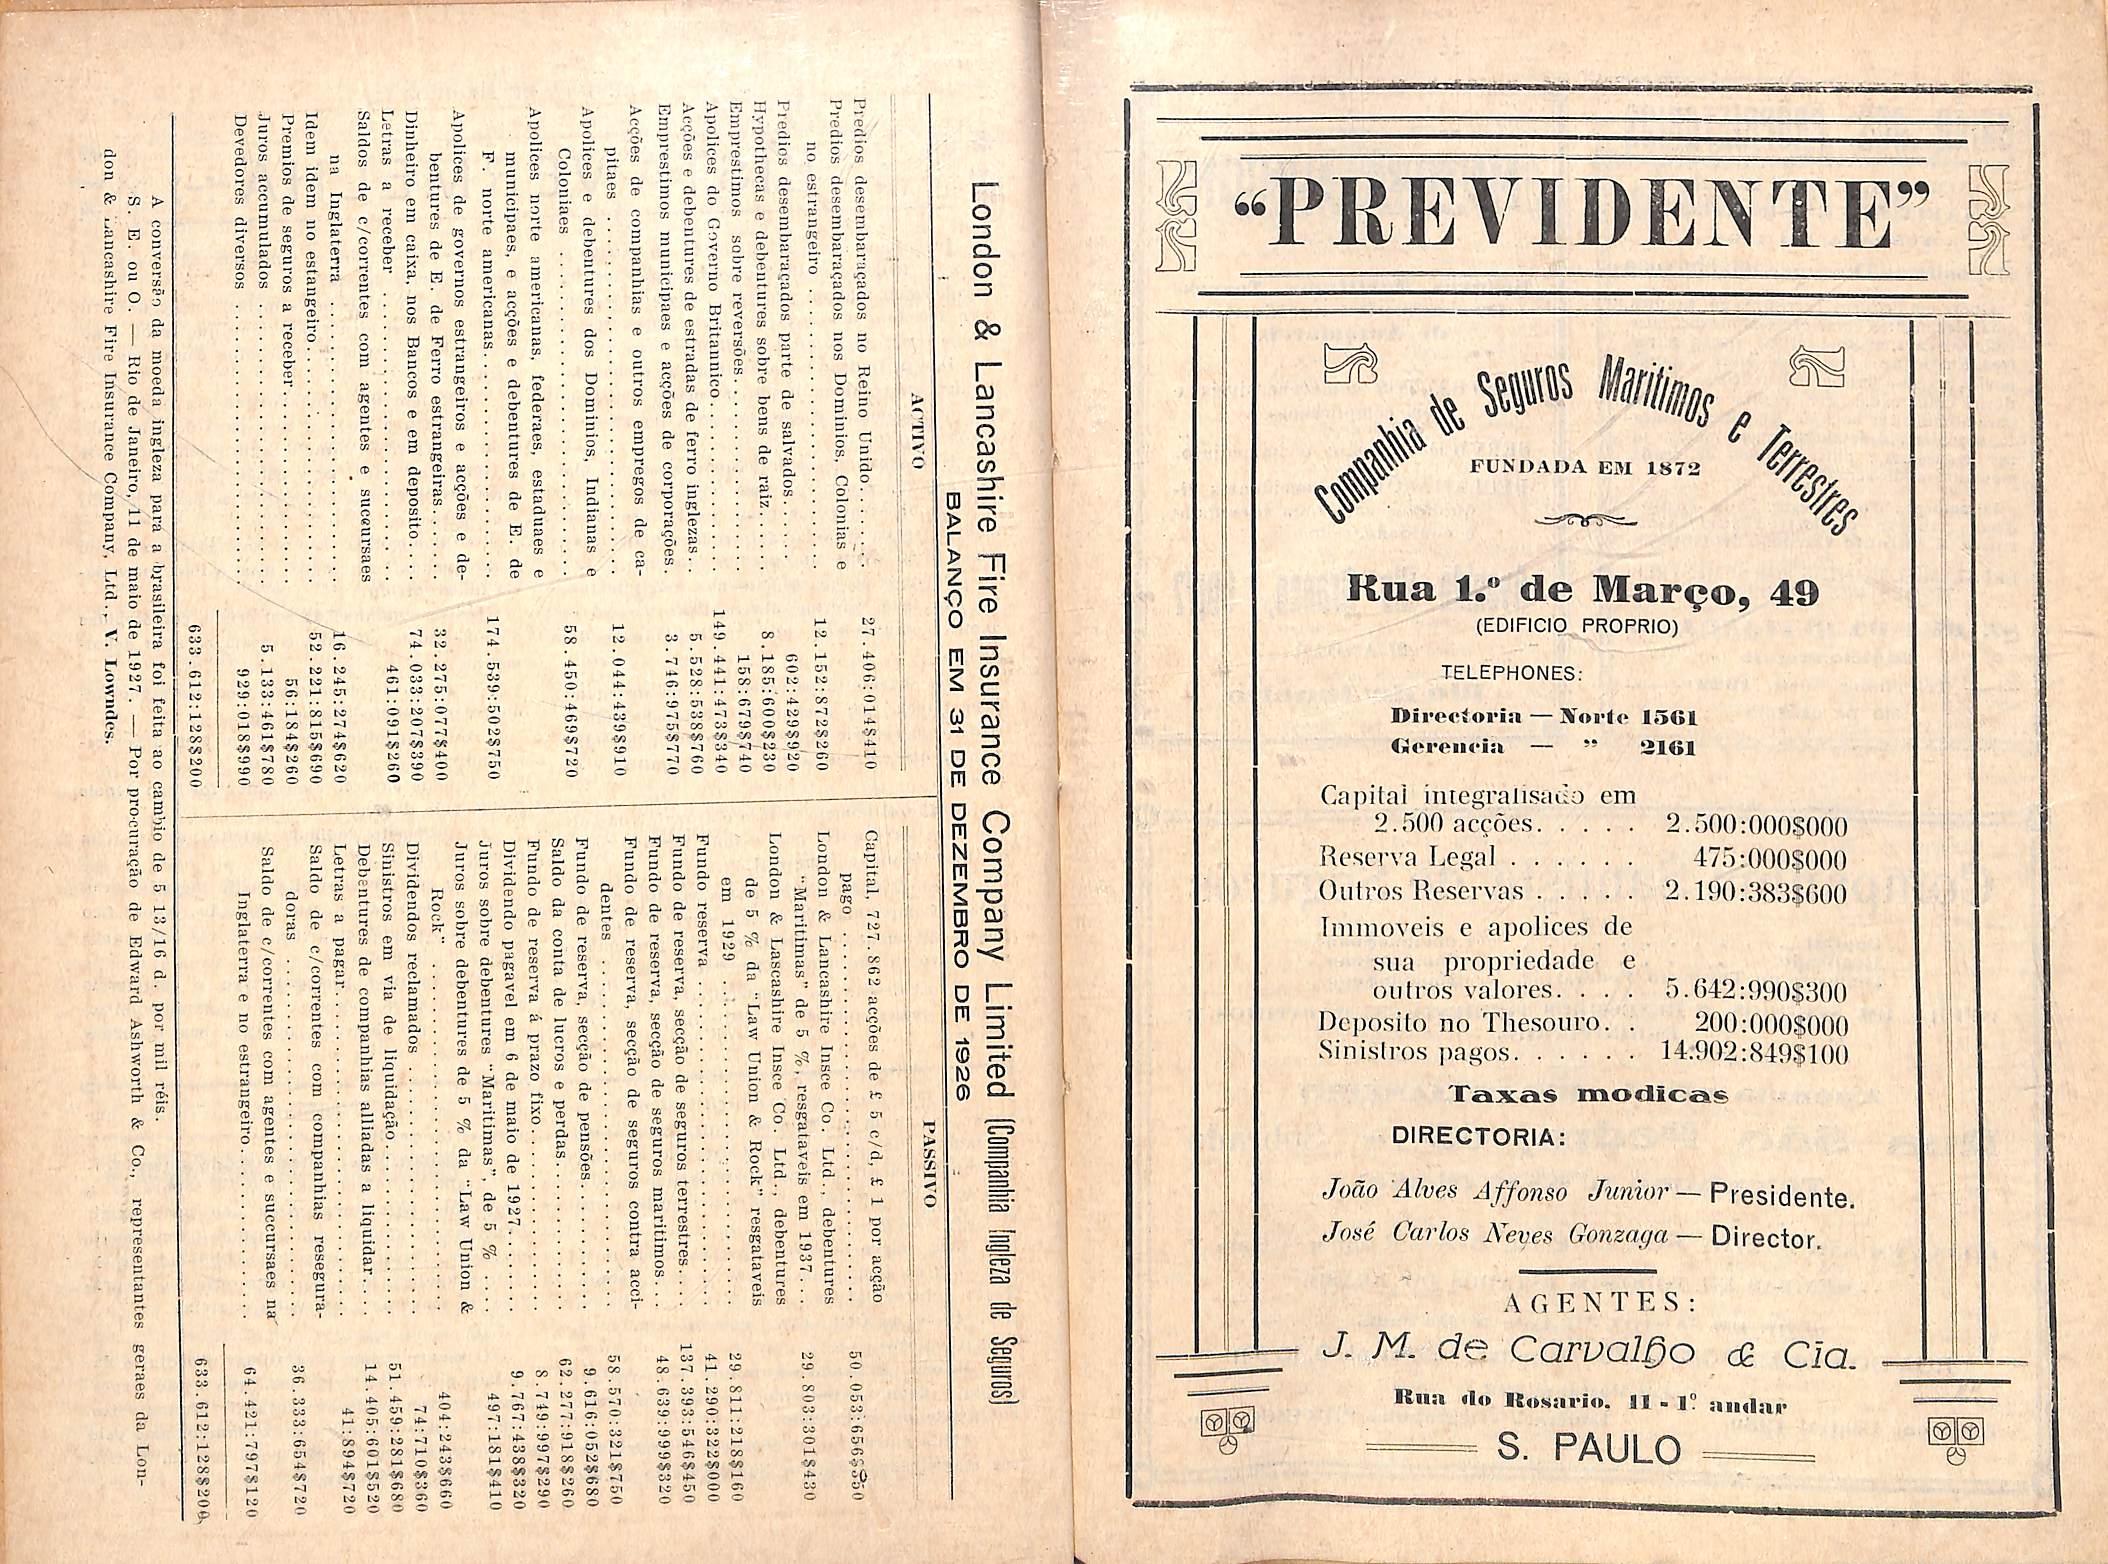 London & Lancashire Fire Insurance Company Limited (Companhia Ingleza de Seguros)
BALANÇO EM 31 DE DEZEMBRO DE 1926
ACTIVO
Predios desembaraçados no Reino Unido....... 27.406:014$410
Predios desembaraçados nos Dominios, Colonias e
no estrangeiro ........................ 12.152:872$260
Predios desembaraçados parte de salvados...... 602:429$920
Hypothecas e debentures sobre bens de raiz...... 8.185:600$230
Emprestimos sobre reversões................ 158:679$740
Apolices do Governo Britannico.............. 149.441:473$340
Acções e debentures de estradas de ferro inglezas.. 5.528:538$760
Emprestimos municipaes e acções de corporações. 3.746:975$770
Acções de companhias e outros empregos de ca-
pitaes ............................ 12.044:439$910
Apolices e debentures dos Dominios, Indianas e
Coloniaes ........................ 58.450:469$720
Apolices norte americanas, federaes, estaduaes e
municipaes, e acções e debentures de E. de
F. norte americanas.................. 174.539:502$750
Apolices de governos estrangeiros e acções e de-
bentures de E. de Ferro estrangeiras...... 32.275:077$400
Dinheiro em caixa, nos Bancos e em deposito.... 74.033:207$390
Letras a receber ........................ 461:091$260
Saldos de c/correntes com agentes e sucursaes
na Inglaterra ........................ 16.245:274$620
Idem idem no estangeiro.................. 52.221:815$690
Premios de seguros a receber.............. 56:184$260
Juros accumulados ...................... 5.133:461$780
Devedores diversos ...................... 929:018$990
633.612:128$200
PASSIVO
Capital, 727.862 acções de £ 5 c/d, £ 1 por acção
pago ................................ 50.053:656$350
London & Lancashire Insce Co. Ltd., debentures
"Maritimas" de 5 %, resgataveis em 1937... 29.803:301$430
London & Lascashire Insce Co. Ltd., debentures
de 5 % da "Law Union & Rock" resgataveis
em 1929 ............................ 29.811:218$160
Fundo reserva .......................... 41.290:322$000
Fundo de reserva, secção de seguros terrestres.... 137.393:546$450
Fundo de reserva, secção de seguros maritimos... 48.639:999$320
Fundo de reserva, secção de seguros contra acci-
dentes .............................. 58.570:321$750
Fundo de reserva, secção de pensões............ 9.616:052$680
Saldo da conta de lucros e perdas.............. 62.277:918$260
Fundo de reserva á prazo fixo................ 8.749:997$290
Dividendo pagavel em 6 de maio de 1927....... 9.767:438$320
Juros sobre debentures "Maritimas", de 5 % .... 497:181$410
Juros sobre debentures de 5 % da "Law Union &
Rock" .............................. 404:243$660
Dividendos reclamados .................... 74:710$360
Sinistros em via de liquidação................ 51.459:281$680
Debentures de companhias alliadas a liquidar.... 14.405:601$520
Letras a pagar............................ 41:894$720
Saldo de c/correntes com companhias resegura-
doras .............................. 36.333:654$720
Saldo de c/correntes com agentes e succursaes na
Inglaterra e no estrangeiro.............. 64.421:797$120
633.612:128$200
A conversão da moeda ingleza para a brasileira foi feita ao cambio de 5 13/16 d. por mil réis.
S. E. ou O. — Rio de Janeiro, 11 de maio de 1927. — Por procuração de Edward Ashworth & Co., representantes geraes da Lon-
don & Lancashire Fire Insurance Company, Ltd., V. Lowndes.
"PREVIDENTE"
Companhia de Seguros Maritimos e Terrestres
FUNDADA EM 1872
Rua 1.º de Março, 49
(EDIFICIO PROPRIO)
TELEPHONES:
Directoria — Norte 1561
Gerencia — " 2161
Capital integralisado em
2.500 acções. . . . . 2.500:000$000
Reserva Legal . . . . . . 475:000$000
Outros Reservas . . . . . 2.190:383$600
Immoveis e apolices de
sua propriedade e
outros valores. . . . 5.642:990$300
Deposito no Thesouro. . 200:000$000
Sinistros pagos. . . . . . 14.902:849$100
Taxas modicas
DIRECTORIA:
João Alves Affonso Junior — Presidente.
José Carlos Neves Gonzaga — Director.
AGENTES:
J. M. de Carvalho & Cia.
Rua do Rosario, 11 - 1º andar
S. PAULO